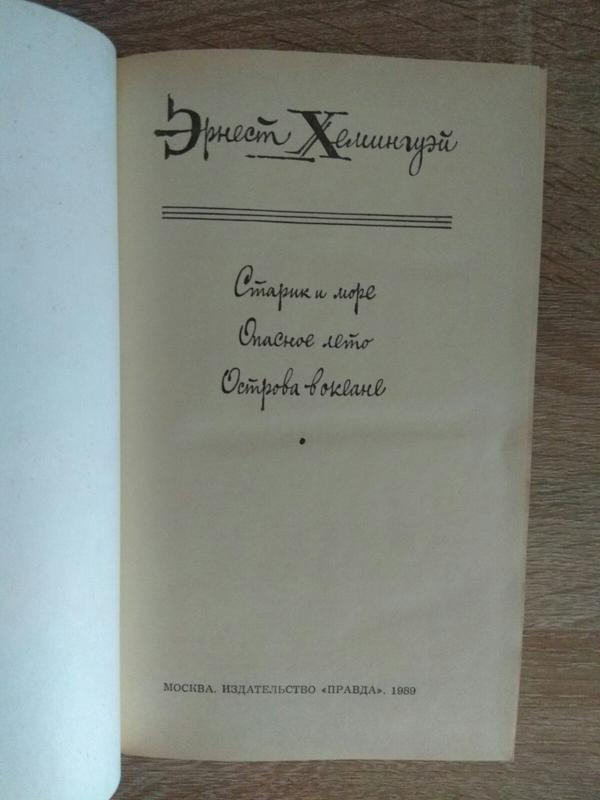 Эрнест Хемингуэй
Старик и море
Опасное лето
Острова в океане
МОСКВА. ИЗДАТЕЛЬСТВО «ПРАВДА». 1989